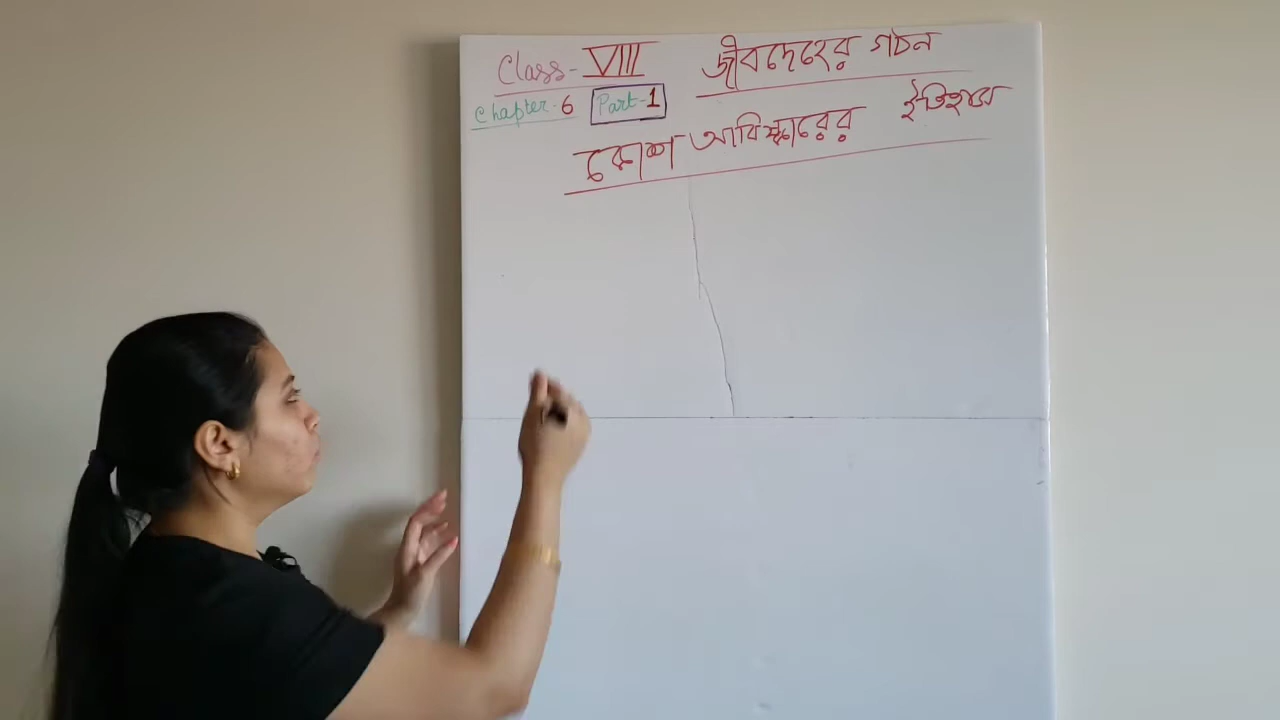 Class- VIII জীবদেহের গঠন
Chapter-6 Part-1
কোশ আবিস্কারের ইতিহাস